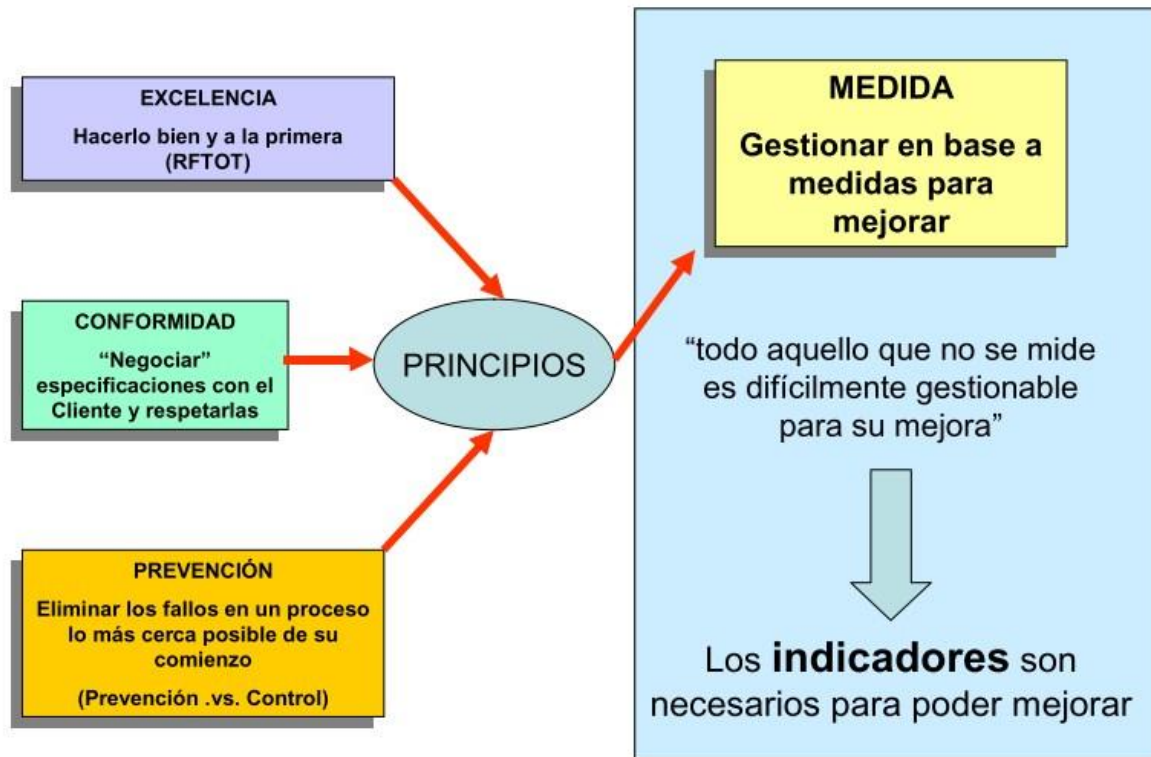 EXCELENCIA
Hacerlo bien y a la primera
(RFTOT)
CONFORMIDAD
“Negociar”
especificaciones con el
Cliente y respetarlas
PREVENCIÓN
Eliminar los fallos en un proceso
lo más cerca posible de su
comienzo
(Prevención .vs. Control)
PRINCIPIOS
MEDIDA
Gestionar en base a
medidas para
mejorar
“todo aquello que no se mide
es difícilmente gestionable
para su mejora”
Los indicadores son
necesarios para poder mejorar